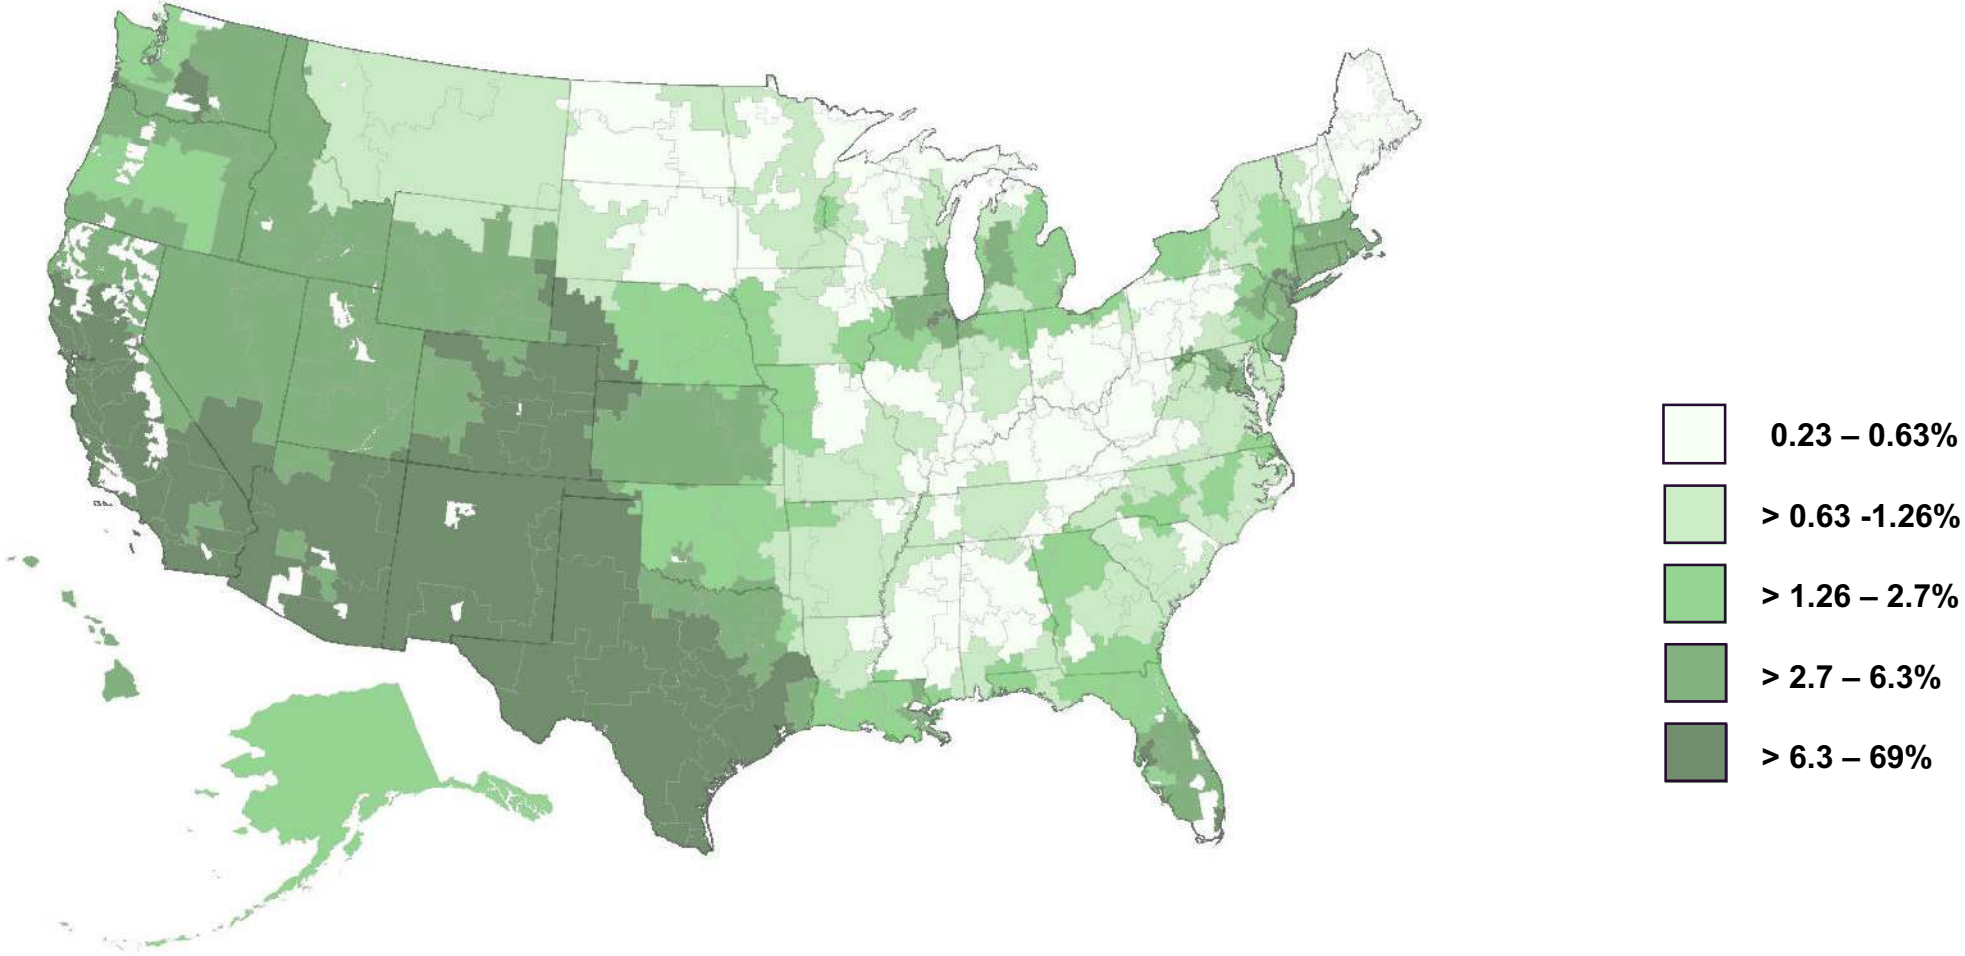 0.23 – 0.63%
> 0.63 -1.26%
> 1.26 – 2.7%
> 2.7 – 6.3%
> 6.3 – 69%